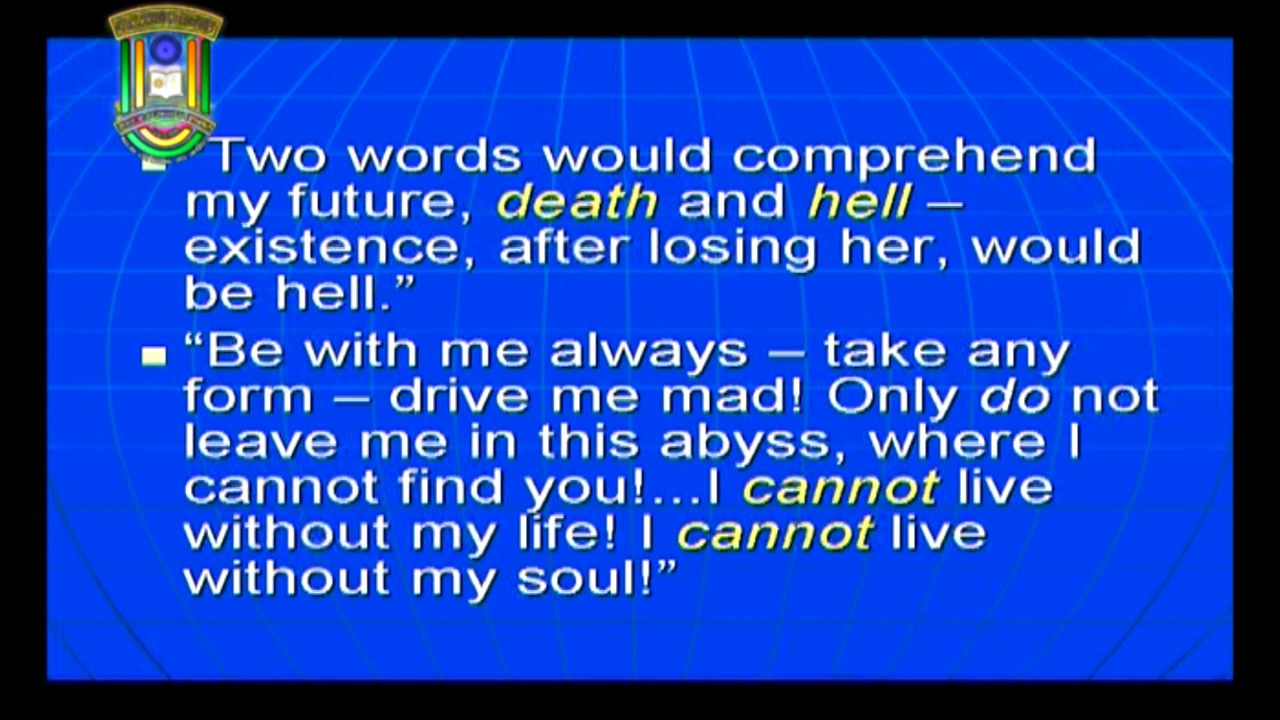 Two words would comprehend
my future, death and hell –
existence, after losing her, would
be hell.”
“Be with me always – take any
form – drive me mad! Only do not
leave me in this abyss, where I
cannot find you!...I cannot live
without my life! I cannot live
without my soul!”